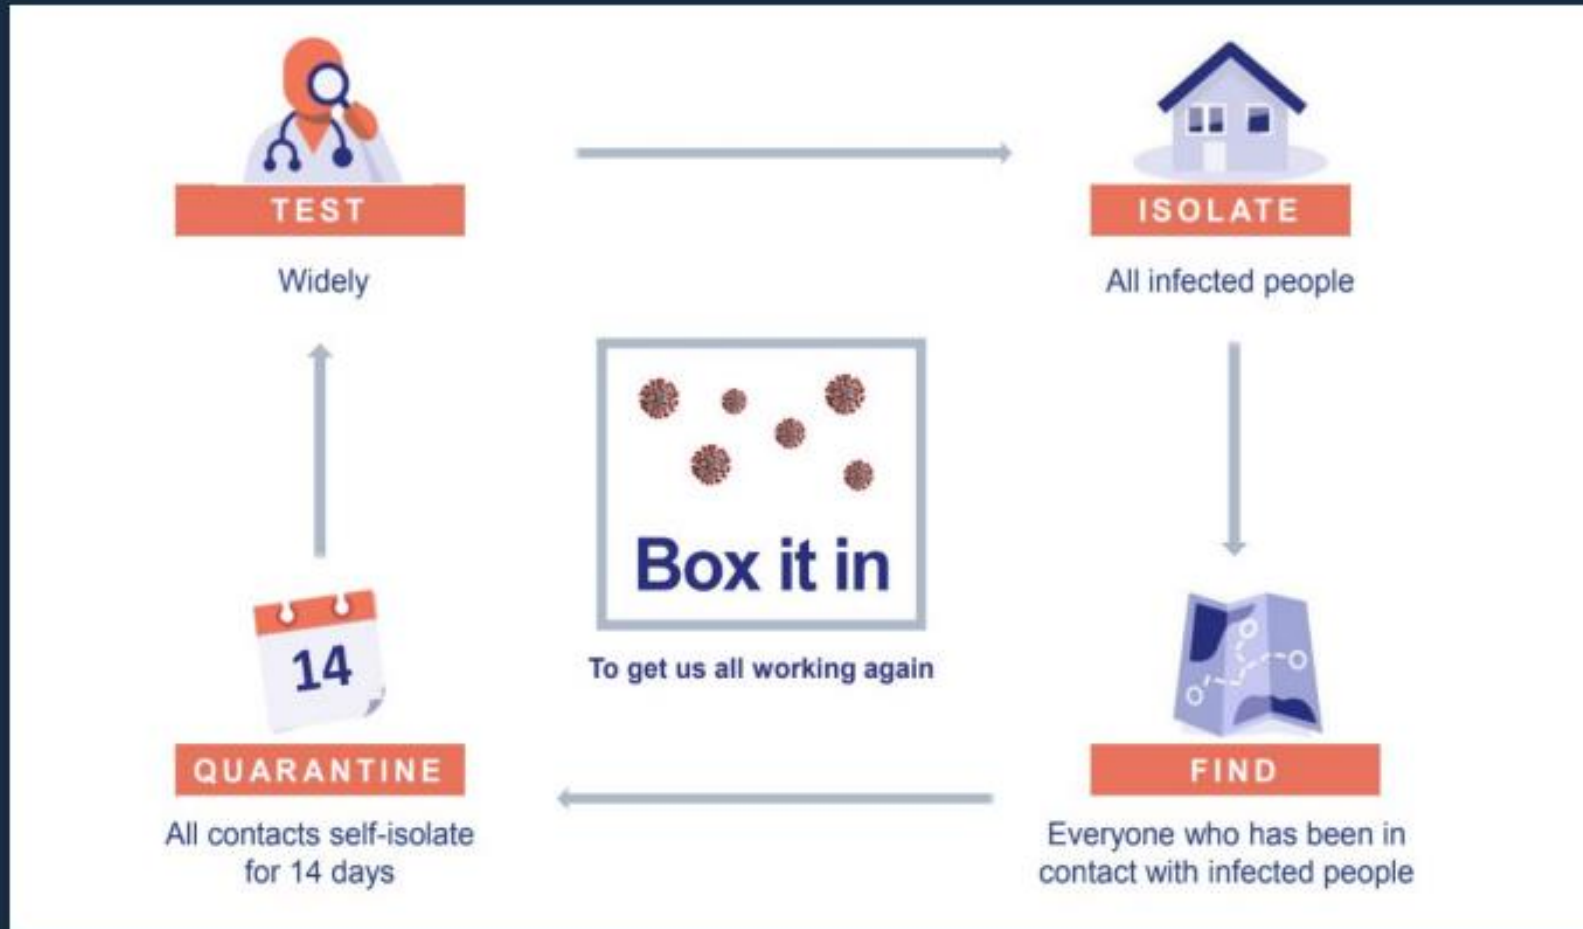 TEST
Widely
ISOLATE
All infected people
Box it in
To get us all working again
14
QUARANTINE
All contacts self-isolate
for 14 days
FIND
Everyone who has been in
contact with infected people